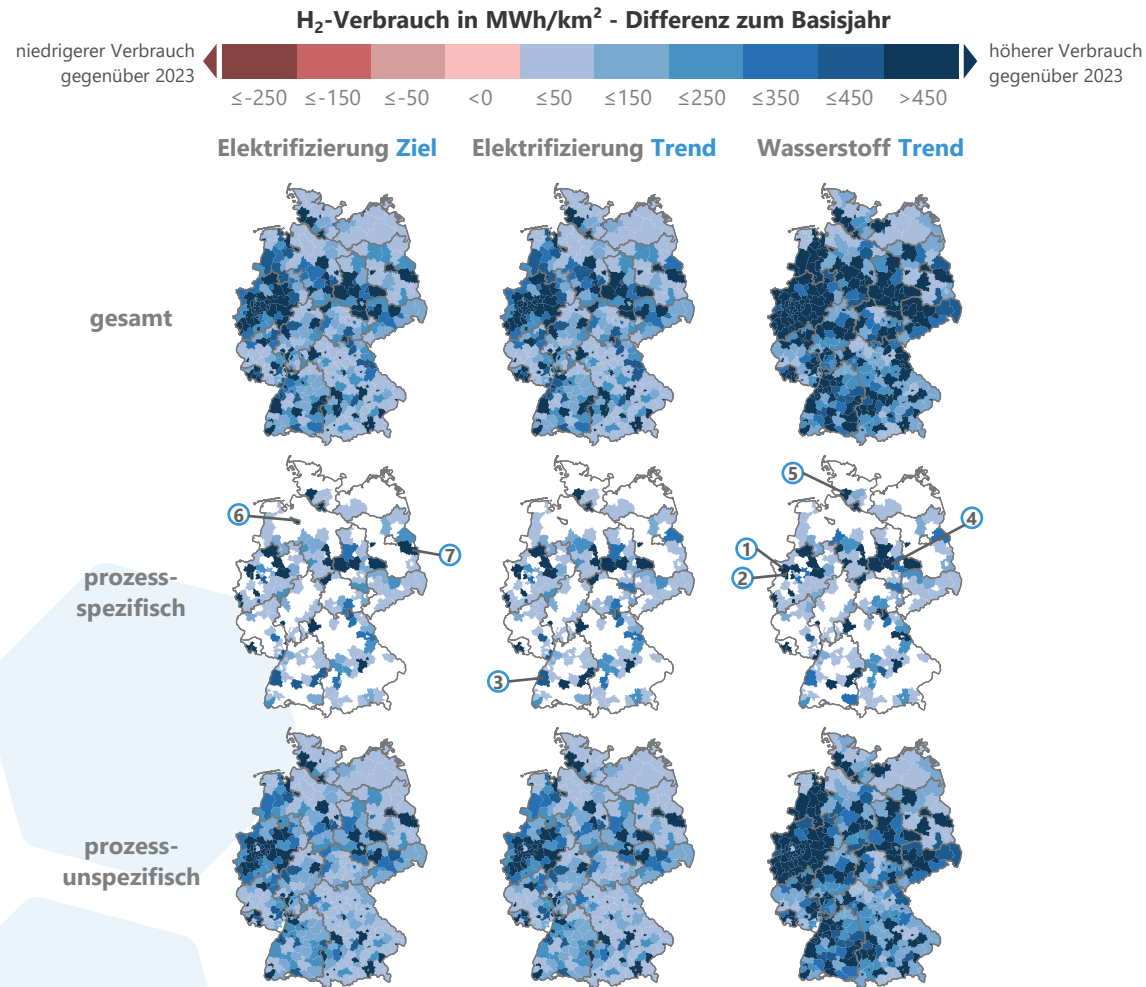 H₂-Verbrauch in MWh/km² - Differenz zum Basisjahr
niedrigerer Verbrauch
gegenüber 2023
höherer Verbrauch
gegenüber 2023
≤-250 ≤-150 ≤-50 <0 ≤50 ≤150 ≤250 ≤350 ≤450 >450
Elektrifizierung Ziel Elektrifizierung Trend Wasserstoff Trend
gesamt
5
6
4
1
7
2
prozess-
spezifisch
3
prozess-
unspezifisch